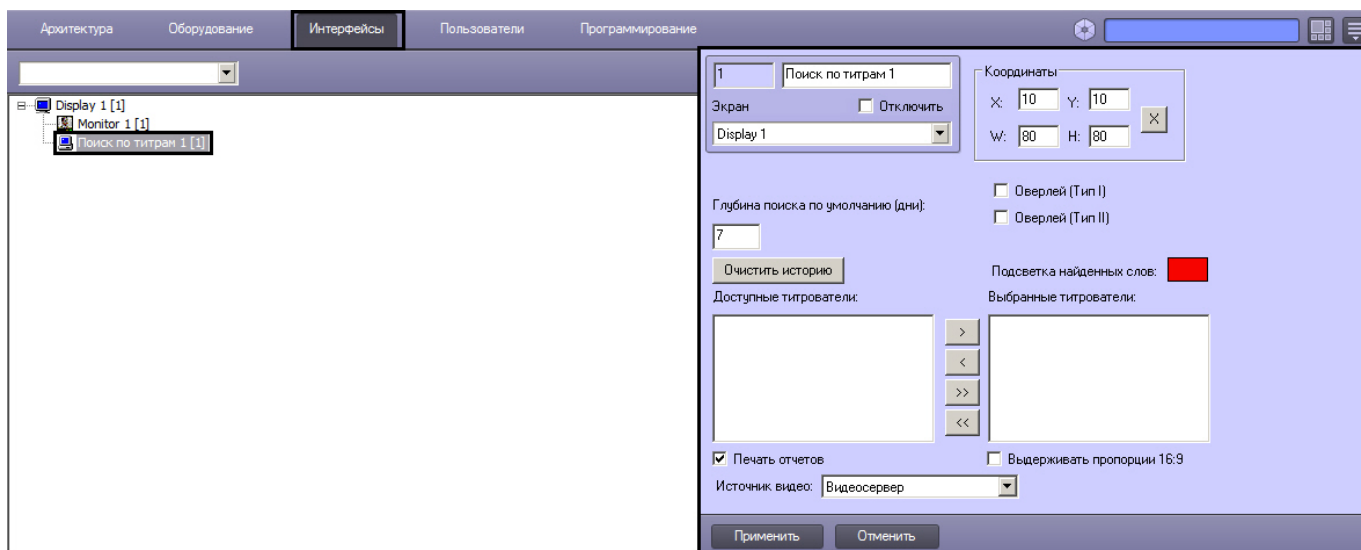 Архитектура Оборудование Интерфейсы Пользователи Программирование
Display 1 [1]
Monitor 1 [1]
Поиск по титрам 1 [1]
1 Поиск по титрам 1
Экран Отключить
Display 1
Координаты
X: 10 Y: 10
X
W: 80 H: 80
Оверлей (Тип I)
Глубина поиска по умолчанию (дни):
Оверлей (Тип II)
7
Очистить историю Подсветка найденных слов:
Доступные титрователи: Выбранные титрователи:
>
<
>>
<<
Печать отчетов Выдерживать пропорции 16:9
Источник видео: Видеосервер
Применить Отменить